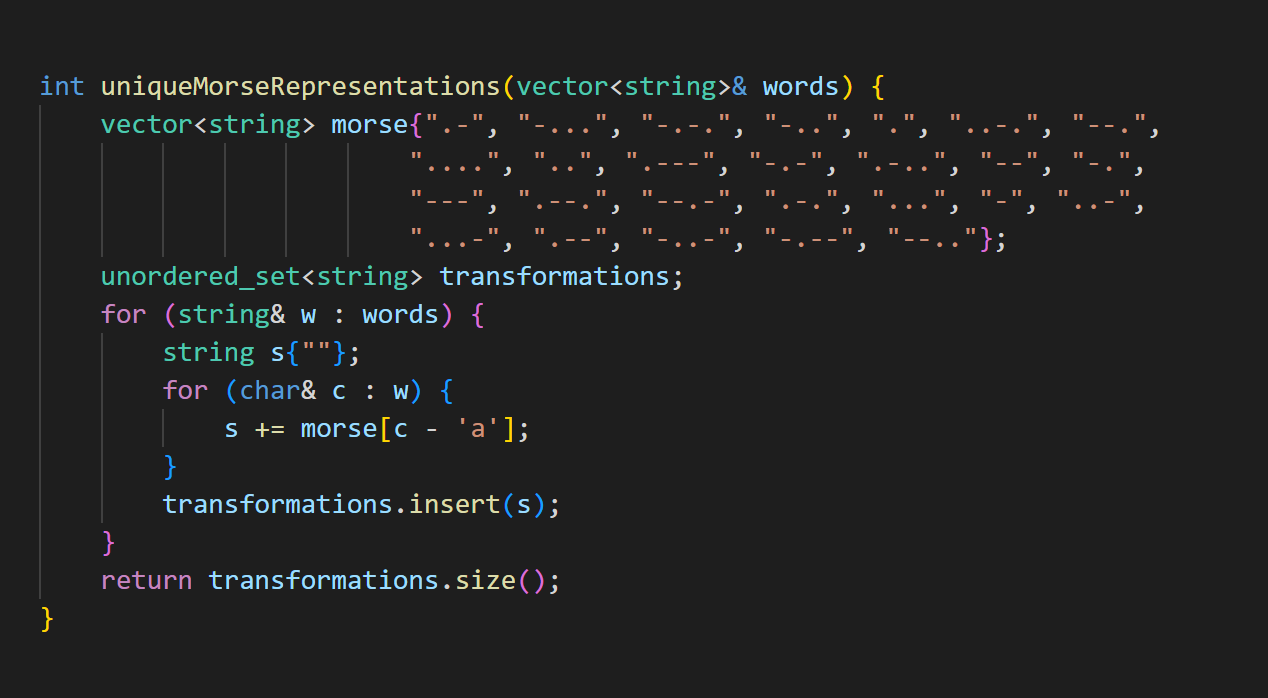 int uniqueMorseRepresentations(vector<string>& words) {
    vector<string> morse{".-", "-...", "-.-.", "-..", ".", "..-.", "--.",
                        "....", "..", ".---", "-.-", ".-..", "--", "-.",
                        "---", ".--.", "--.-", ".-.", "...", "-", "..-",
                        "...-", ".--", "-..-", "-.--", "--.."};
    unordered_set<string> transformations;
    for (string& w : words) {
        string s{""};
        for (char& c : w) {
            s += morse[c - 'a'];
        }
        transformations.insert(s);
    }
    return transformations.size();
}